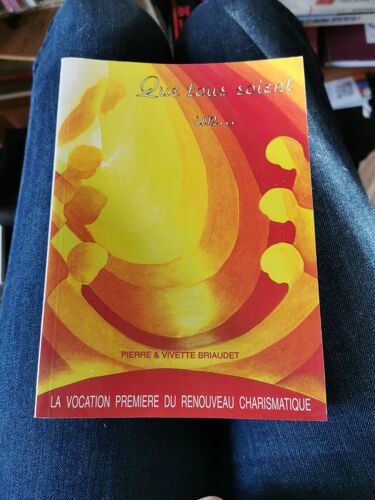 Que tous soient
un...
PIERRE & VIVETTE BRIAUDET
LA VOCATION PREMIERE DU RENOUVEAU CHARISMATIQUE